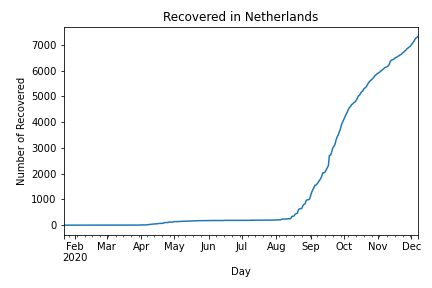 Recovered in Netherlands
Number of Recovered
7000
6000
5000
4000
3000
2000
1000
0
Feb Mar Apr May Jun Jul Aug Sep Oct Nov Dec
2020
Day